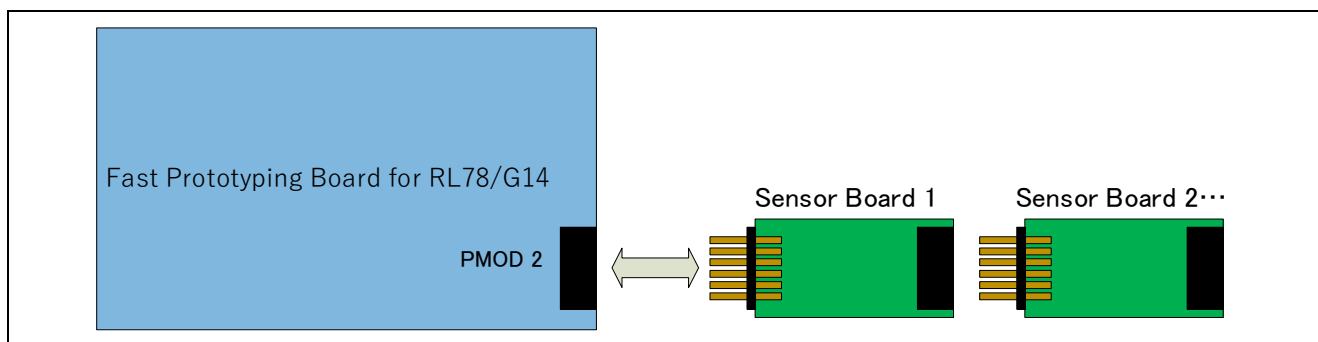 Fast Prototyping Board for RL78/G14
Sensor Board 1
Sensor Board 2…
PMOD 2